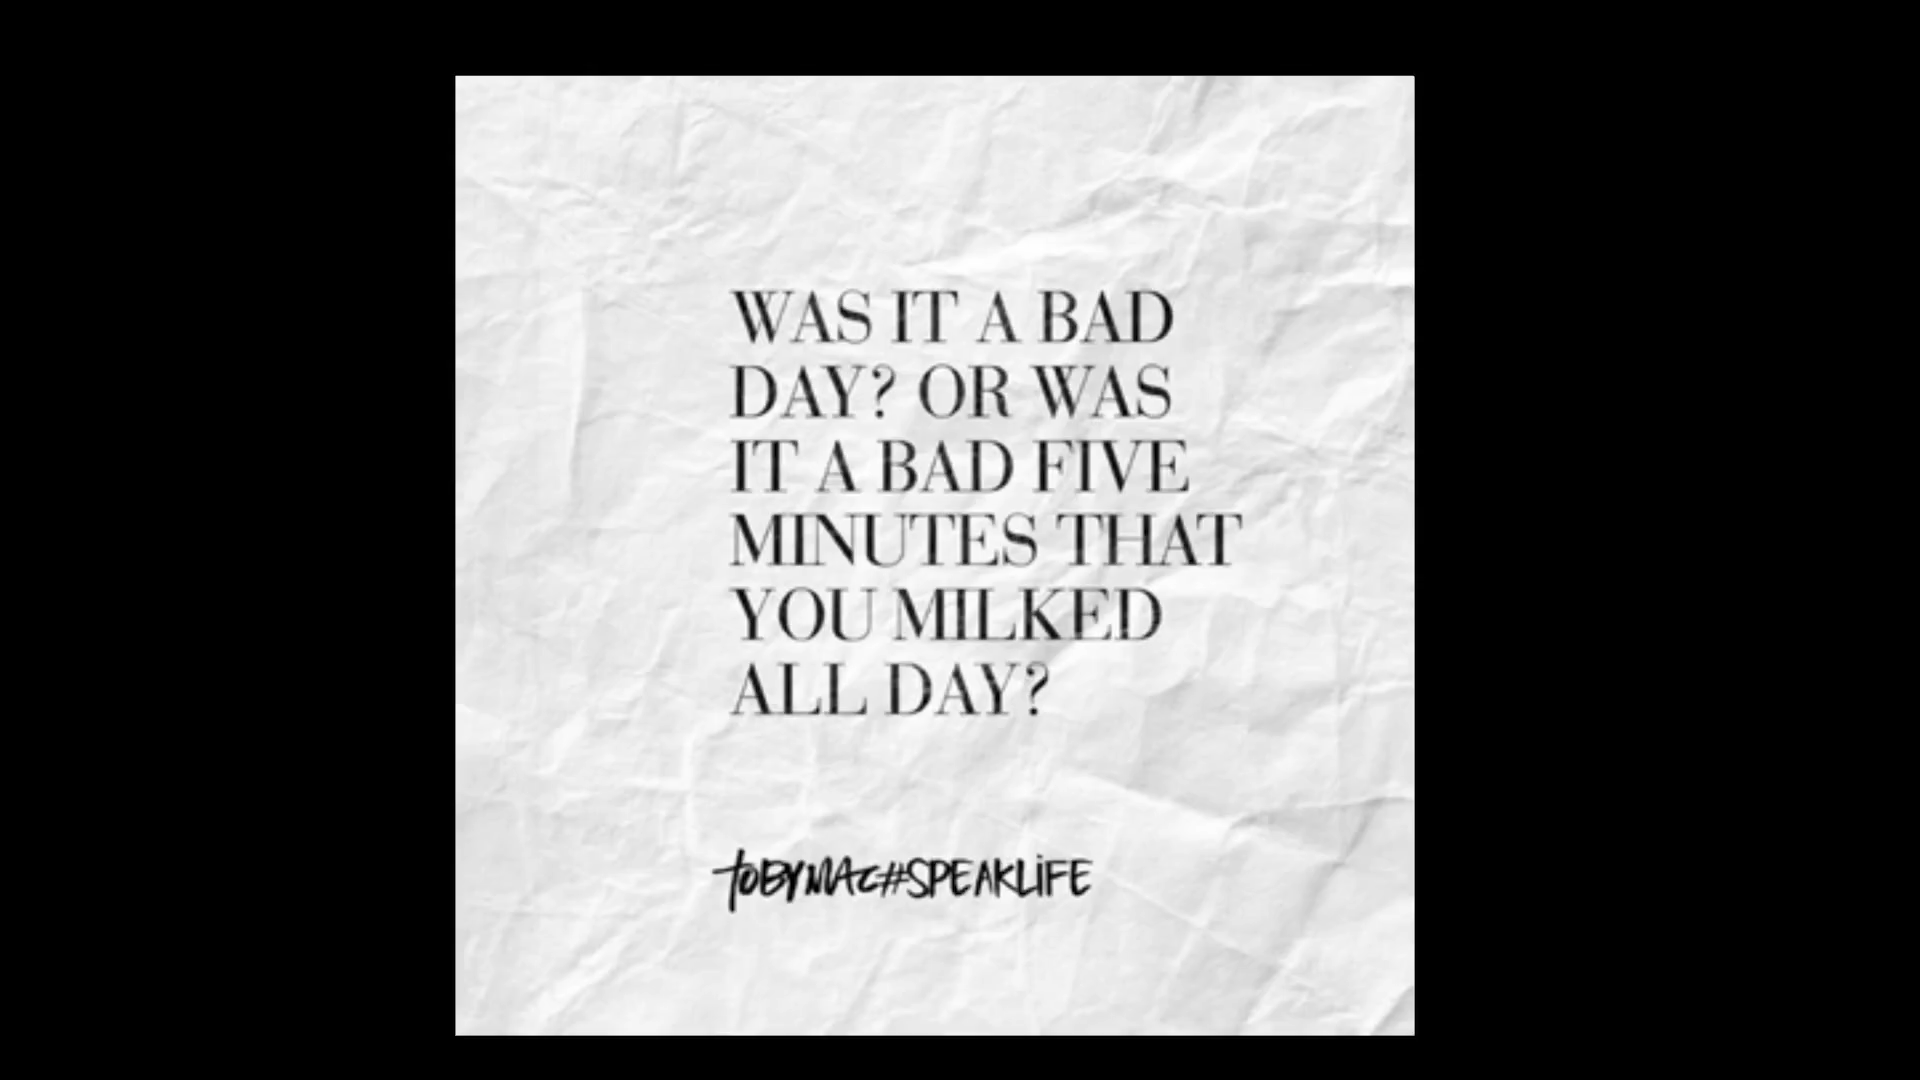 WAS IT A BAD
DAY? OR WAS
IT A BAD FIVE
MINUTES THAT
YOU MILKED
ALL DAY?
TOBYMAC#SPEAKLiFE